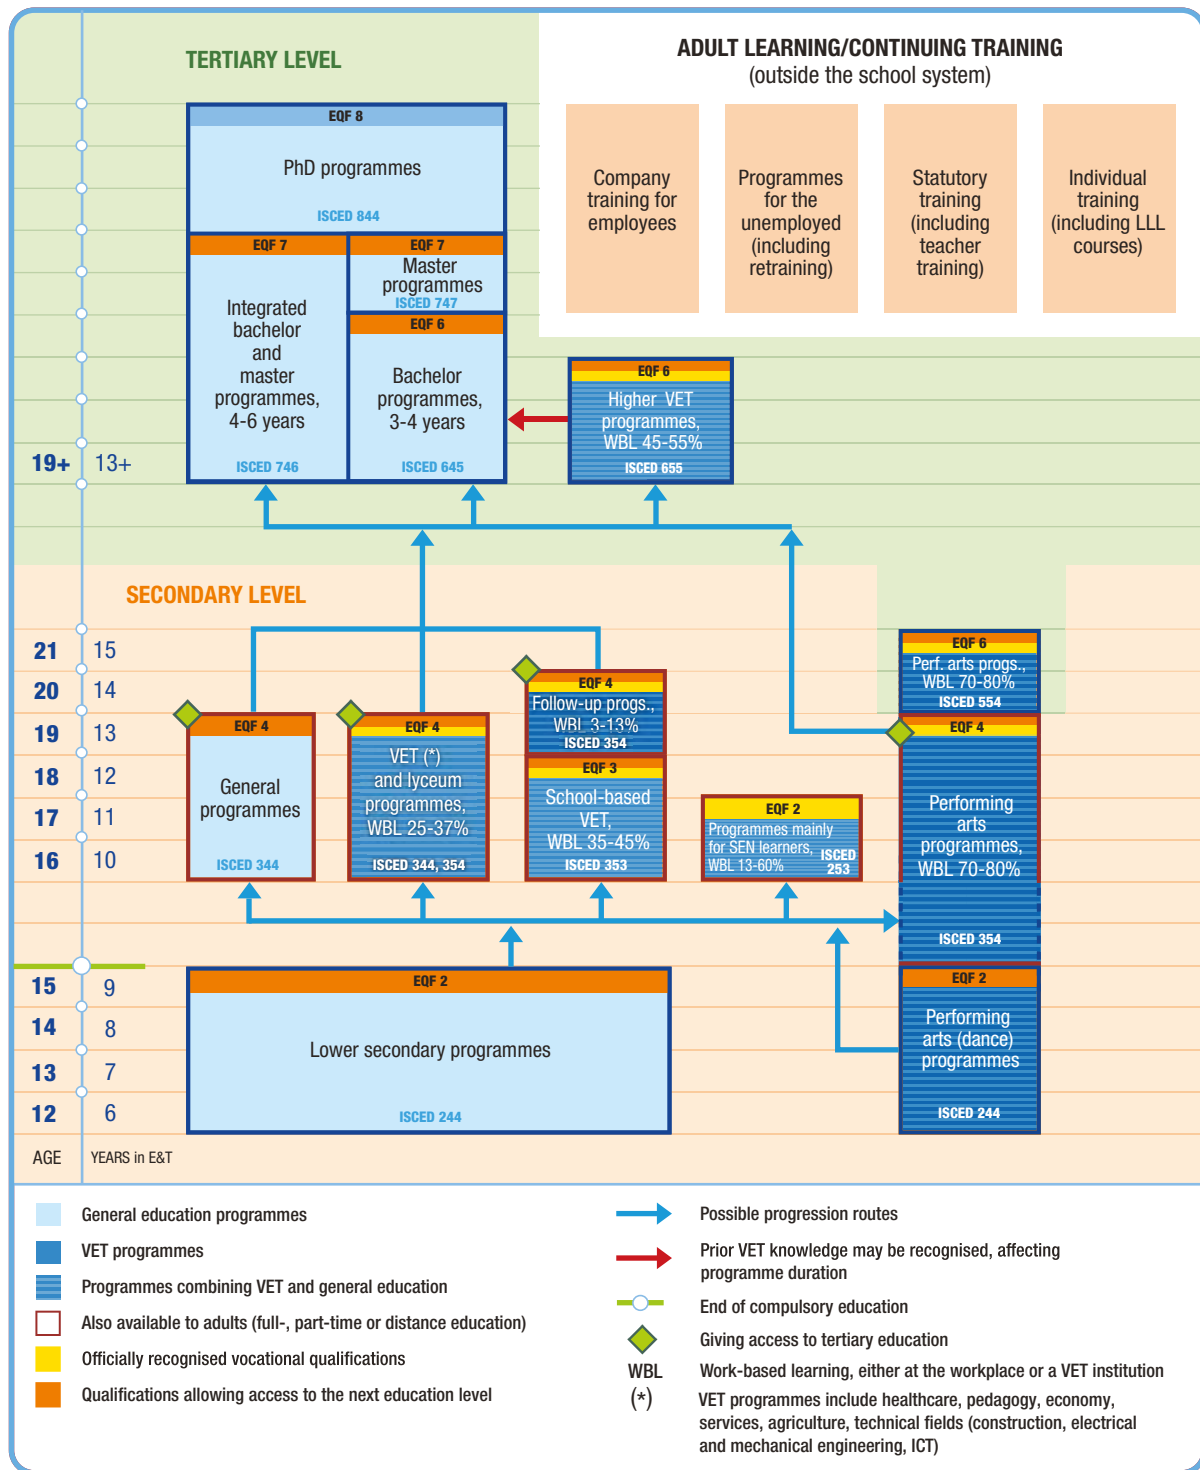 TERTIARY LEVEL
ADULT LEARNING/CONTINUING TRAINING
(outside the school system)
Company
training for
employees
Programmes
for the
unemployed
(including
retraining)
Statutory
training
(including
teacher
training)
Individual
training
(including LLL
courses)
EQF 8
PhD programmes
ISCED 844
EQF 7
Integrated
bachelor
and
master
programmes,
4-6 years
ISCED 746
EQF 7
Master
programmes
ISCED 747
EQF 6
Bachelor
programmes,
3-4 years
ISCED 645
EQF 6
Higher VET
programmes,
WBL 45-55%
ISCED 655
19+ 13+
SECONDARY LEVEL
21 15
20 14
19 13
18 12
17 11
16 10
EQF 4
General
programmes
ISCED 344
EQF 4
VET (*)
and lyceum
programmes,
WBL 25-37%
ISCED 344, 354
EQF 4
Follow-up progs.,
WBL 3-13%
ISCED 354
EQF 3
School-based
VET,
WBL 35-45%
ISCED 353
EQF 2
Programmes mainly
for SEN learners,
WBL 13-60%
ISCED
253
EQF 6
Perf. arts progs.,
WBL 70-80%
ISCED 554
EQF 4
Performing
arts
programmes,
WBL 70-80%
ISCED 354
15 9
14 8
13 7
12 6
EQF 2
Lower secondary programmes
ISCED 244
EQF 2
Performing
arts (dance)
programmes
ISCED 244
AGE YEARS in E&T
General education programmes
VET programmes
Programmes combining VET and general education
Also available to adults (full-, part-time or distance education)
Officially recognised vocational qualifications
Qualifications allowing access to the next education level
Possible progression routes
Prior VET knowledge may be recognised, affecting
programme duration
End of compulsory education
Giving access to tertiary education
WBL Work-based learning, either at the workplace or a VET institution
(*) VET programmes include healthcare, pedagogy, economy,
services, agriculture, technical fields (construction, electrical
and mechanical engineering, ICT)